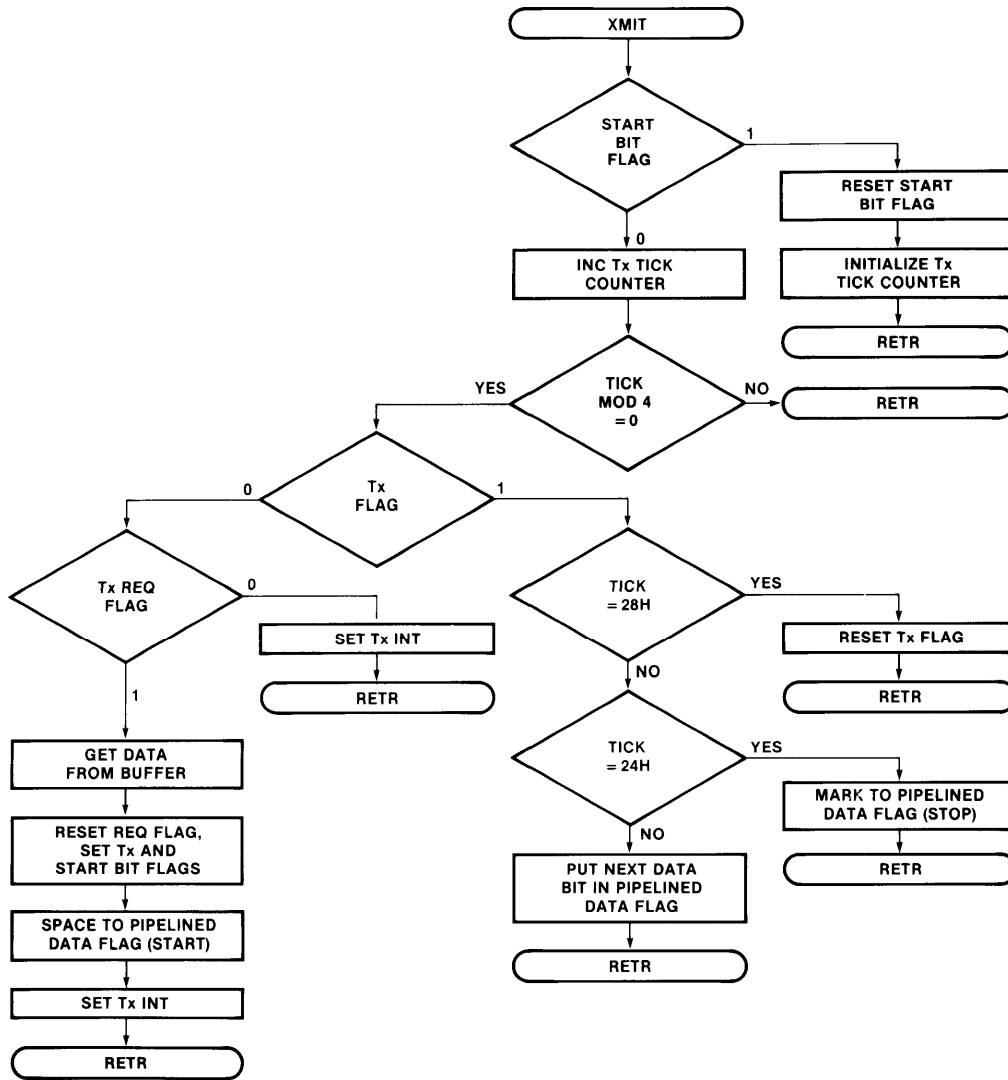 XMIT
START
BIT
FLAG
1
RESET START
BIT FLAG
0
INC Tx TICK
COUNTER
INITIALIZE Tx
TICK COUNTER
RETR
YES
TICK
MOD 4
= 0
NO
RETR
0
Tx
FLAG
1
Tx REQ
FLAG
0
TICK
= 28H
YES
SET Tx INT
RESET Tx FLAG
RETR
NO
RETR
1
GET DATA
FROM BUFFER
TICK
= 24H
YES
MARK TO PIPELINED
DATA FLAG (STOP)
RESET REQ FLAG,
SET Tx AND
START BIT FLAGS
NO
PUT NEXT DATA
BIT IN PIPELINED
DATA FLAG
RETR
SPACE TO PIPELINED
DATA FLAG (START)
RETR
SET Tx INT
RETR